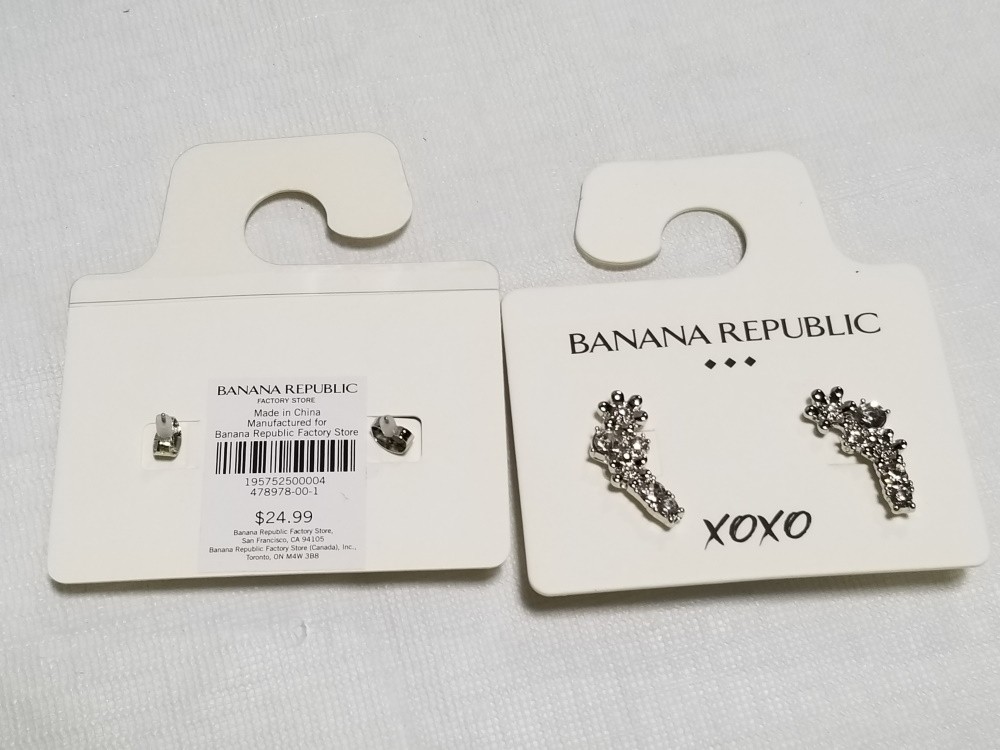 BANANA REPUBLIC
FACTORY STORE
Made in China
Manufactured for
Banana Republic Factory Store
195752500004
478978-00-1
$24.99
Banana Republic Factory Store,
San Francisco, CA 94105
Banana Republic Factory Store (Canada), Inc.,
Toronto, ON M4W 3B8
BANANA REPUBLIC
XOXO